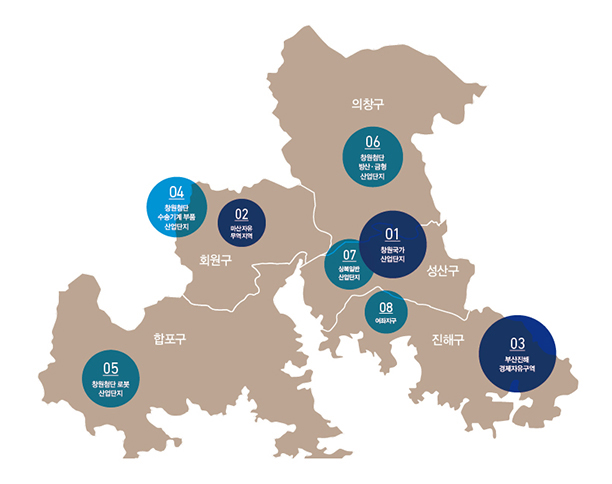 의창구
06
창원첨단
방산·금형
산업단지
04
창원첨단
수송기계 부품
산업단지
02
마산 자유
무역 지역
회원구
01
창원국가
산업단지
07
상복일반
산업단지
성산구
08
여좌지구
합포구
진해구
03
부산진해
경제자유구역
05
창원첨단 로봇
산업단지